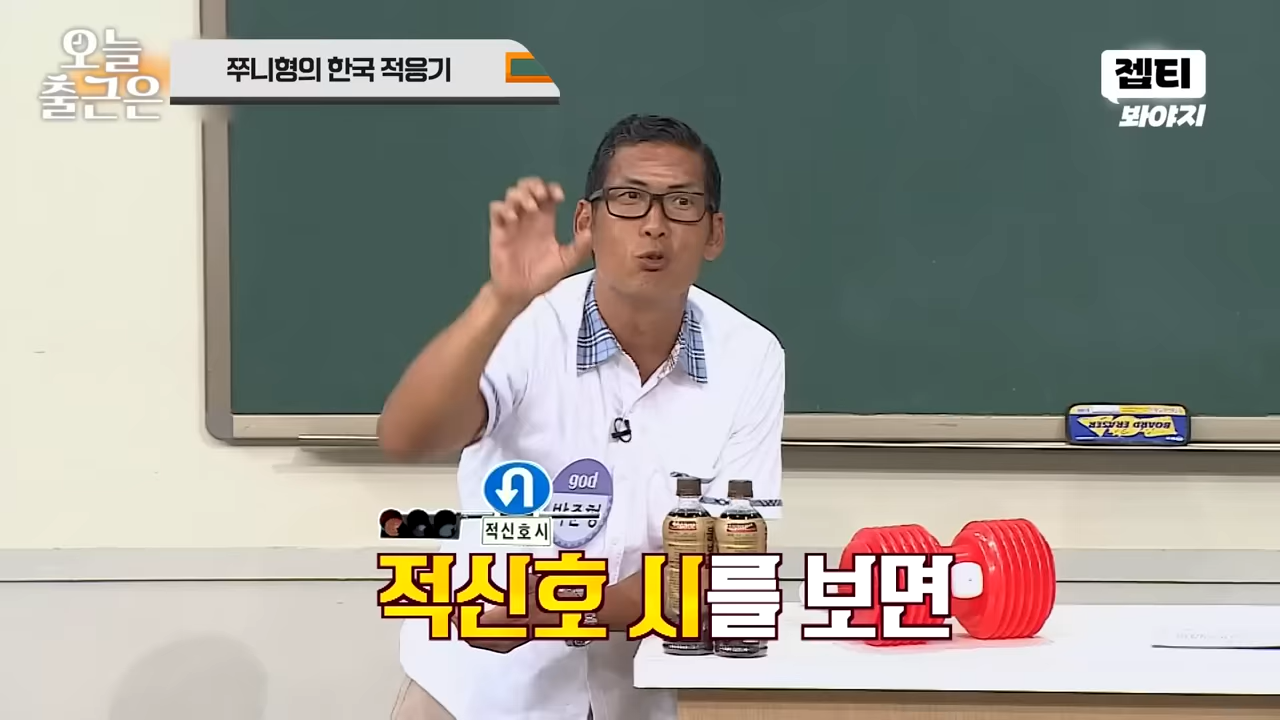 오늘
출근은
쭈니형의 한국 적응기
젭티
봐야지
BOARD ERASER
god
박준형
적신호시
적신호 시를 보면